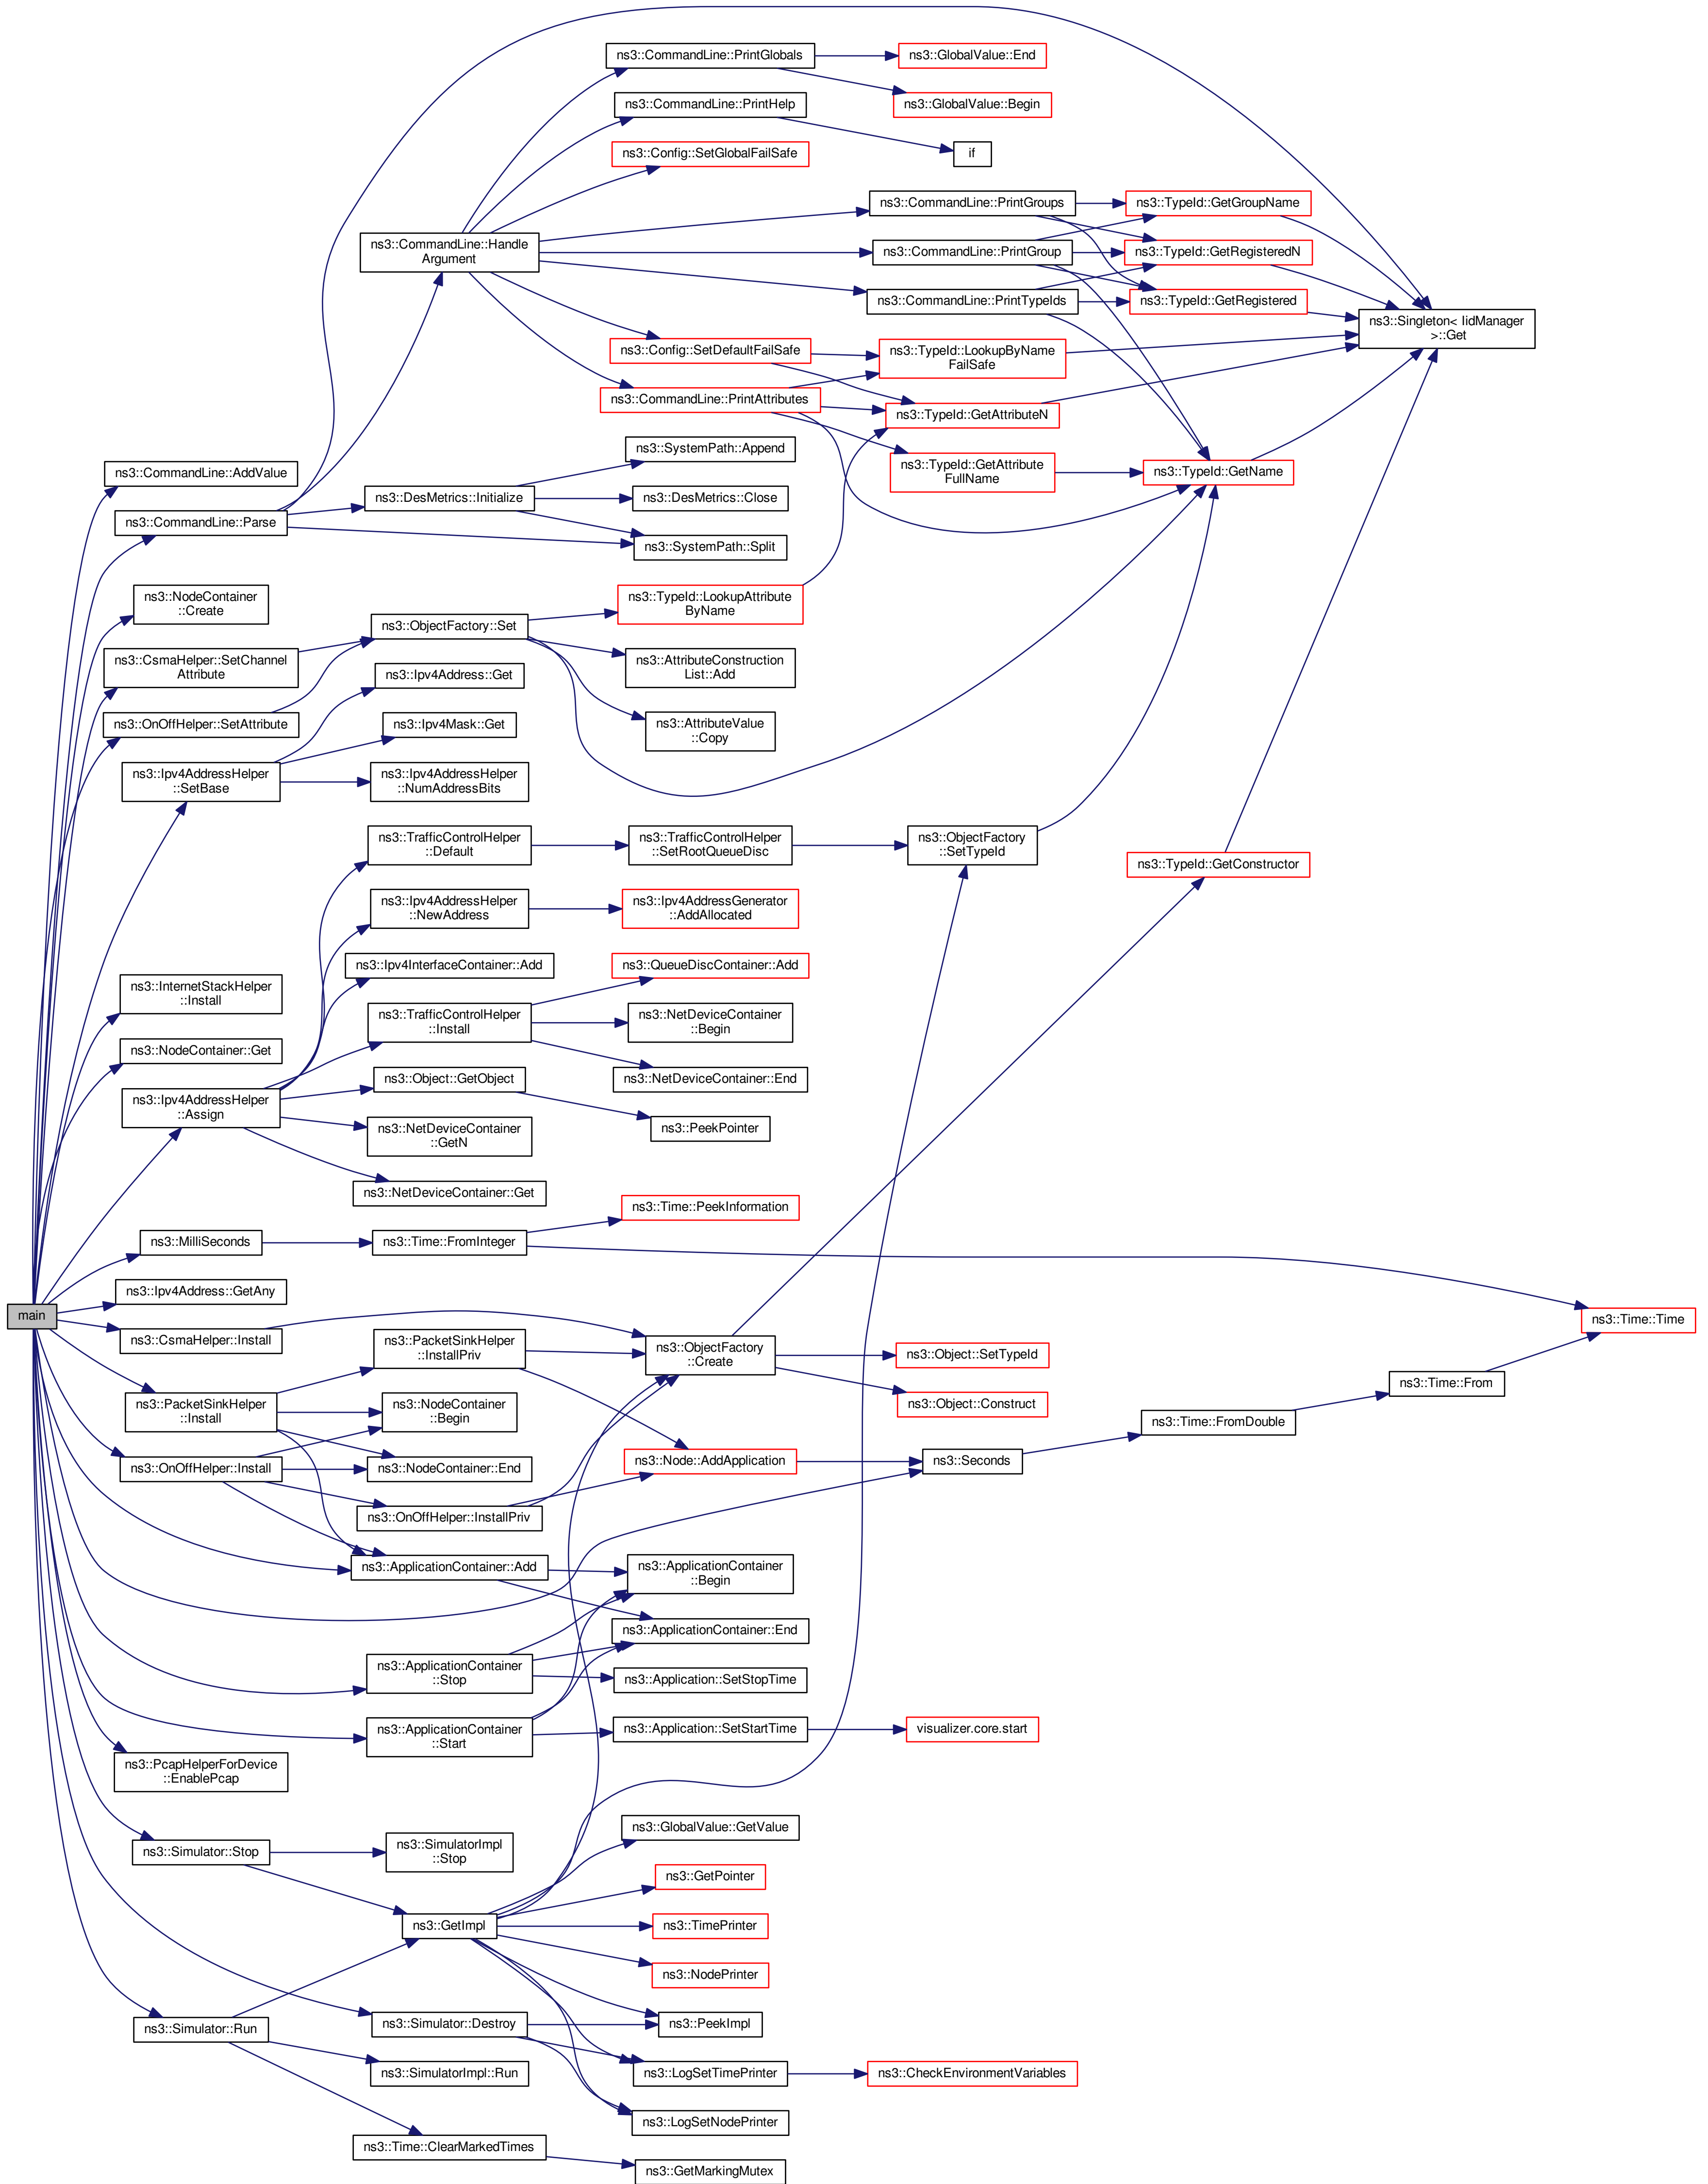 ns3::CommandLine::PrintGlobals
ns3::GlobalValue::End
ns3::CommandLine::PrintHelp
ns3::GlobalValue::Begin
ns3::Config::SetGlobalFailSafe
if
ns3::CommandLine::Handle
Argument
ns3::CommandLine::PrintGroups
ns3::TypeId::GetGroupName
ns3::CommandLine::PrintGroup
ns3::TypeId::GetRegisteredN
ns3::CommandLine::PrintTypeIds
ns3::TypeId::GetRegistered
ns3::Singleton< IidManager
>::Get
ns3::Config::SetDefaultFailSafe
ns3::TypeId::LookupByName
FailSafe
ns3::CommandLine::PrintAttributes
ns3::TypeId::GetAttributeN
ns3::TypeId::GetAttribute
FullName
ns3::TypeId::GetName
ns3::CommandLine::AddValue
ns3::CommandLine::Parse
ns3::DesMetrics::Initialize
ns3::SystemPath::Append
ns3::DesMetrics::Close
ns3::SystemPath::Split
ns3::NodeContainer
::Create
ns3::CsmaHelper::SetChannel
Attribute
ns3::OnOffHelper::SetAttribute
ns3::ObjectFactory::Set
ns3::TypeId::LookupAttribute
ByName
ns3::AttributeConstruction
List::Add
ns3::AttributeValue
::Copy
ns3::Ipv4AddressHelper
::SetBase
ns3::Ipv4Address::Get
ns3::Ipv4Mask::Get
ns3::Ipv4AddressHelper
::NumAddressBits
ns3::TrafficControlHelper
::Default
ns3::TrafficControlHelper
::SetRootQueueDisc
ns3::ObjectFactory
::SetTypeId
ns3::TypeId::GetConstructor
ns3::Ipv4AddressHelper
::NewAddress
ns3::Ipv4AddressGenerator
::AddAllocated
ns3::Ipv4InterfaceContainer::Add
ns3::QueueDiscContainer::Add
ns3::InternetStackHelper
::Install
ns3::TrafficControlHelper
::Install
ns3::NetDeviceContainer
::Begin
ns3::NodeContainer::Get
ns3::NetDeviceContainer::End
ns3::Ipv4AddressHelper
::Assign
ns3::Object::GetObject
ns3::PeekPointer
ns3::NetDeviceContainer
::GetN
ns3::NetDeviceContainer::Get
ns3::MilliSeconds
ns3::Time::FromInteger
ns3::Time::PeekInformation
ns3::Ipv4Address::GetAny
main
ns3::Time::Time
ns3::CsmaHelper::Install
ns3::PacketSinkHelper
::InstallPriv
ns3::ObjectFactory
::Create
ns3::Object::SetTypeId
ns3::Object::Construct
ns3::Time::From
ns3::PacketSinkHelper
::Install
ns3::NodeContainer
::Begin
ns3::Time::FromDouble
ns3::OnOffHelper::Install
ns3::NodeContainer::End
ns3::Node::AddApplication
ns3::Seconds
ns3::OnOffHelper::InstallPriv
ns3::ApplicationContainer::Add
ns3::ApplicationContainer
::Begin
ns3::ApplicationContainer::End
ns3::ApplicationContainer
::Stop
ns3::Application::SetStopTime
ns3::ApplicationContainer
::Start
ns3::Application::SetStartTime
visualizer.core.start
ns3::PcapHelperForDevice
::EnablePcap
ns3::Simulator::Stop
ns3::SimulatorImpl
::Stop
ns3::GlobalValue::GetValue
ns3::GetPointer
ns3::GetImpl
ns3::TimePrinter
ns3::NodePrinter
ns3::Simulator::Run
ns3::Simulator::Destroy
ns3::PeekImpl
ns3::SimulatorImpl::Run
ns3::LogSetTimePrinter
ns3::CheckEnvironmentVariables
ns3::LogSetNodePrinter
ns3::Time::ClearMarkedTimes
ns3::GetMarkingMutex